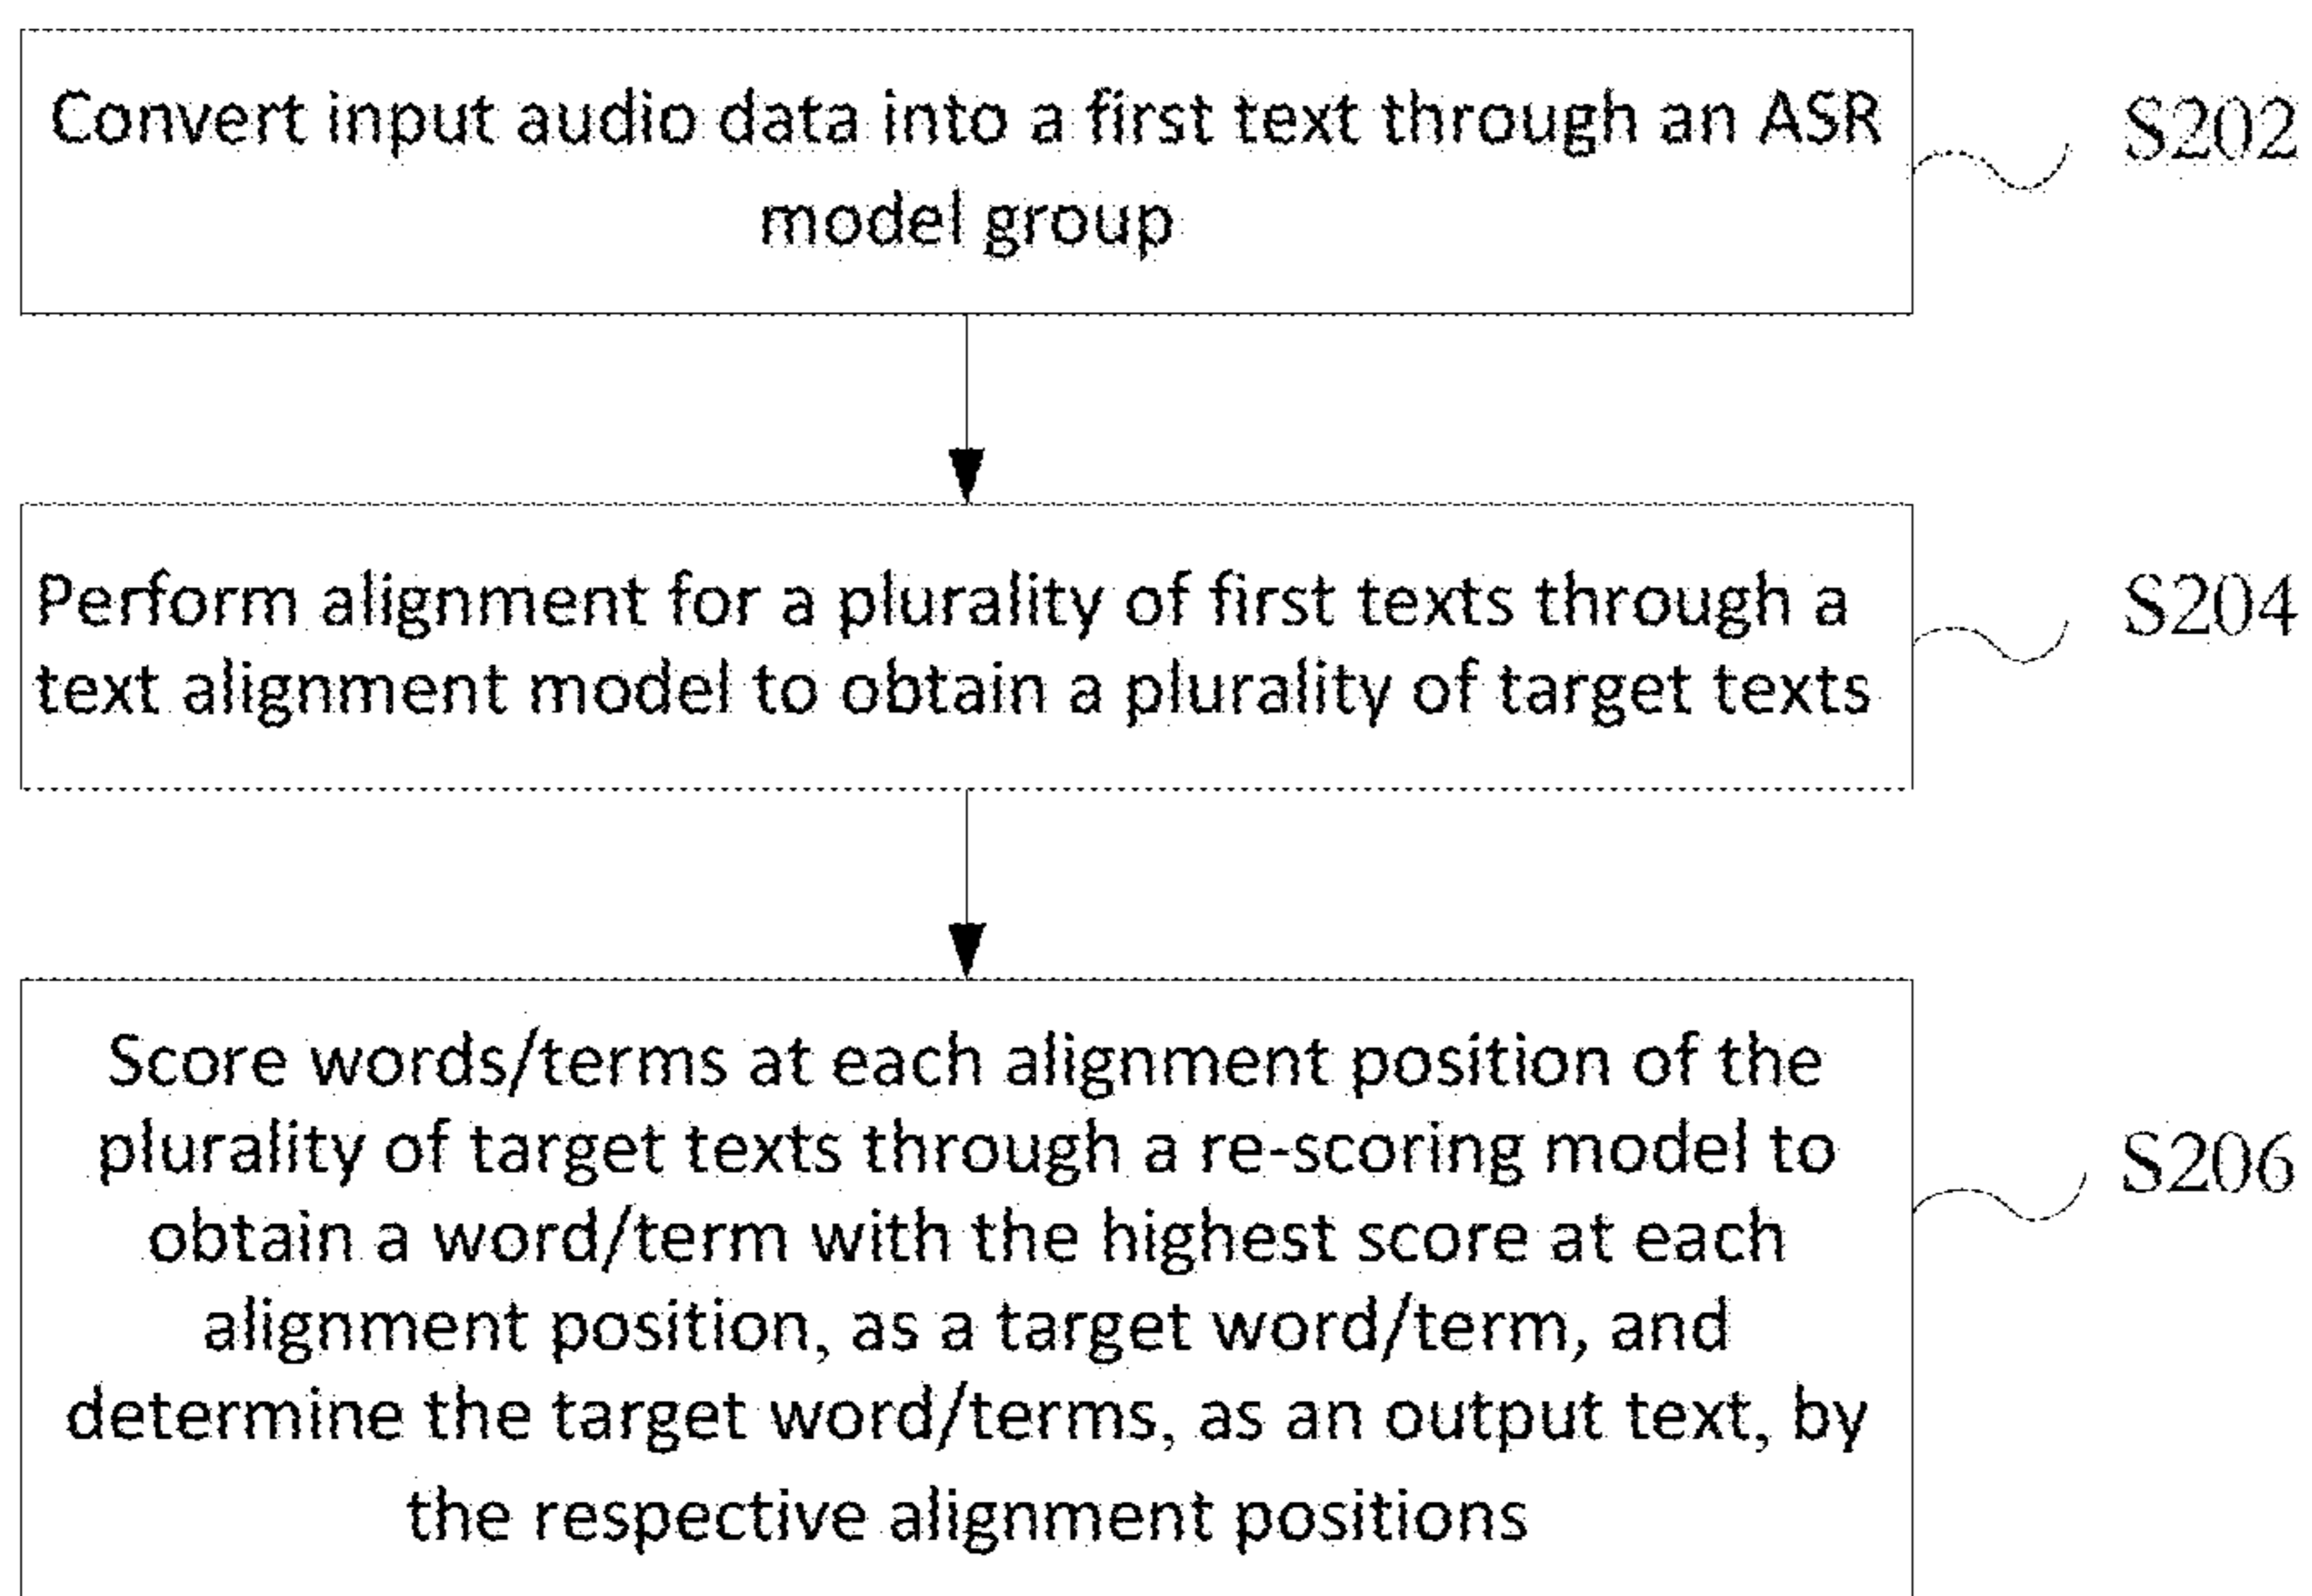 Convert input audio data into a first text through an ASR
model group
S202
Perform alignment for a plurality of first texts through a
text alignment model to obtain a plurality of target texts
S204
Score words/terms at each alignment position of the
plurality of target texts through a re-scoring model to
obtain a word/term with the highest score at each
alignment position, as a target word/term, and
determine the target word/terms, as an output text, by
the respective alignment positions
S206